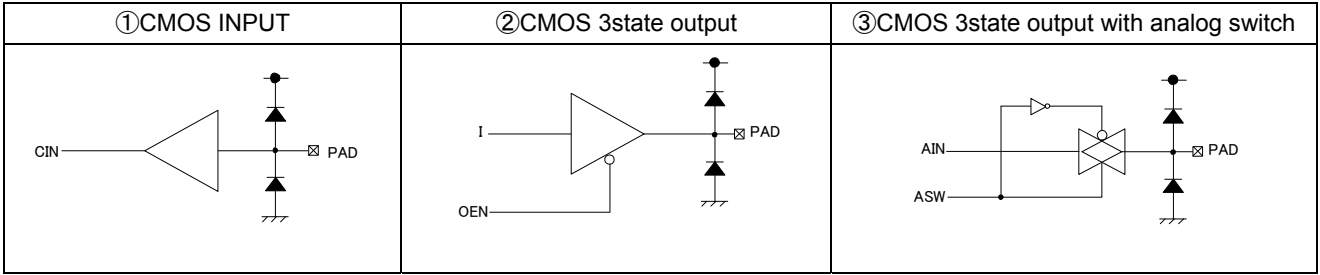 ①CMOS INPUT
②CMOS 3state output
③CMOS 3state output with analog switch
CIN
PAD
I
OEN
PAD
AIN
ASW
PAD